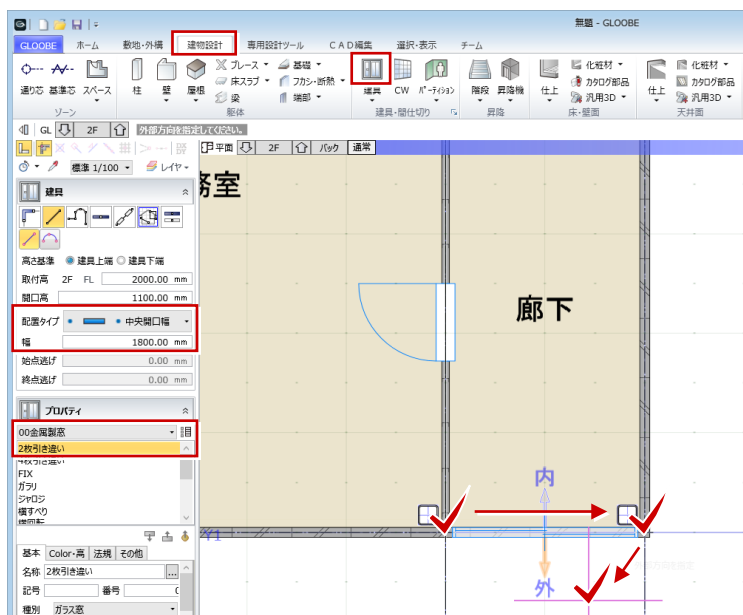 無題 - GLOOBE
GLOOBE ホーム 敷地・外構 建物設計 専用設計ツール CAD編集 選択・表示 チーム
ブレース 基礎 化粧材 化粧材
床スラブ フカシ・断熱 カタログ部品 カタログ部品
通り芯 基準芯 スペース 柱 壁 屋根 梁 端部 建具 CW パーテイション 階段 昇降機 仕上 汎用3D 仕上 汎用3D
ゾーン 躯体 建具・間仕切り 昇降 床・壁面 天井面
GL 2F 外部方向を指定してください。
平面 2F バック 通常
標準 1/100 レイヤ
建具
務室
高さ基準 建具上端 建具下端
取付高 2F FL 2000.00 mm
開口高 1100.00 mm
廊下
配置タイプ 中央開口幅
幅 1800.00 mm
始点逃げ 0.00 mm
終点逃げ 0.00 mm
プロパティ
00金属製窓
2枚引き違い
4枚引き違い
FIX
ガラリ
ジャロジ
横すべり
横回転
内
Y1
基本 Color・高 法規 その他
名称 2枚引き違い ...
外
記号 番号 0
種別 ガラス窓